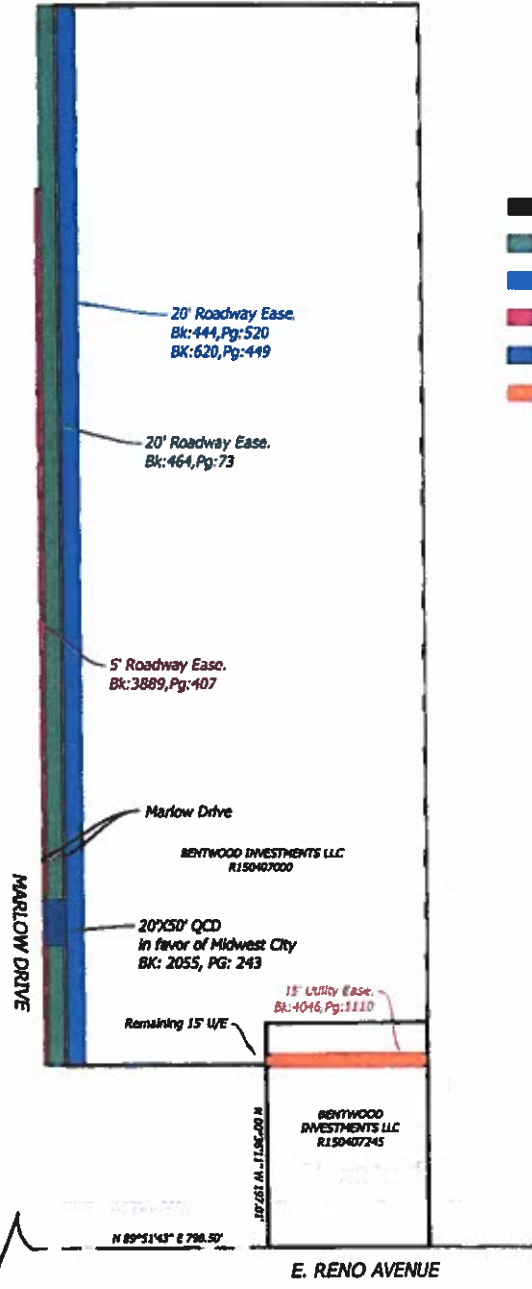 20' Roadway Ease.
Bk:444,Pg:520
BK:620,Pg:449
20' Roadway Ease.
Bk:464,Pg:73
5' Roadway Ease.
Bk:3889,Pg:407
Marlow Drive
BENTWOOD INVESTMENTS LLC
R150407000
MARLOW DRIVE
20'X50' QCD
in favor of Midwest City
BK: 2055, PG: 243
15' Utility Ease.
Bk:4046,Pg:1110
Remaining 15' U/E
BENTWOOD
INVESTMENTS LLC
R150407245
N 00°36'11" W 197.01'
N 89°51'43" E 798.50'
E. RENO AVENUE